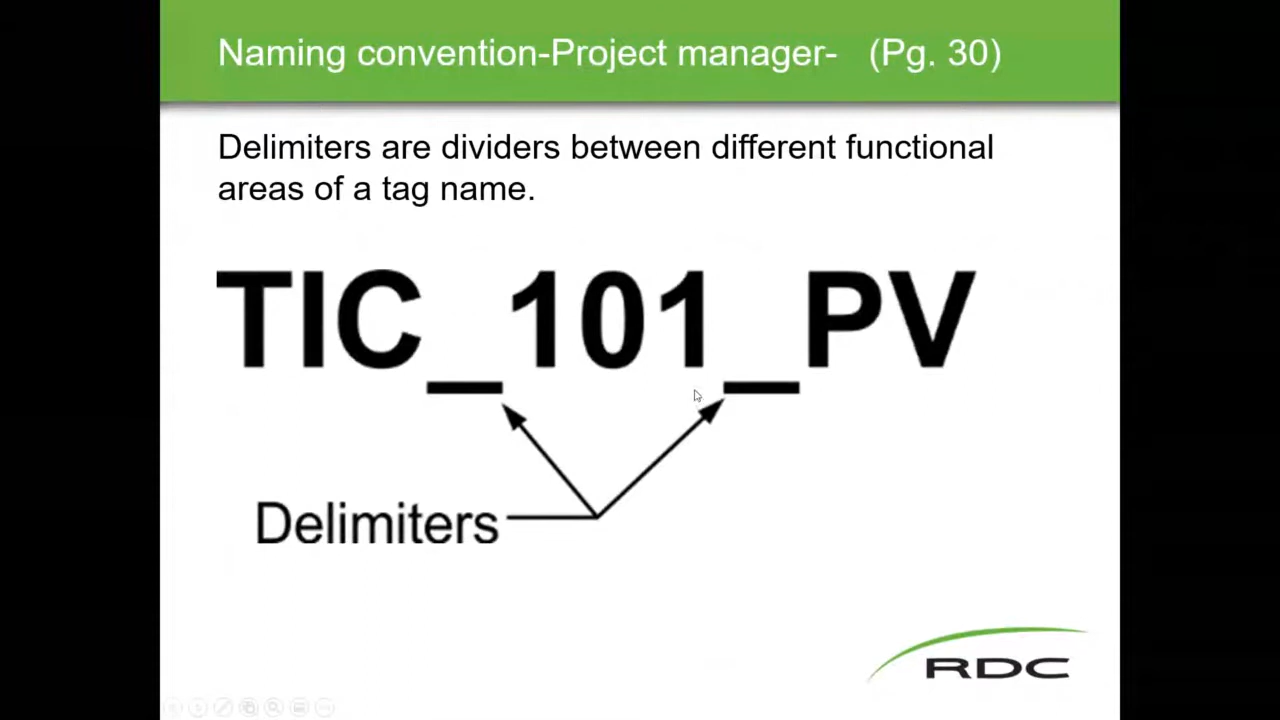 Naming convention-Project manager- (Pg. 30)
Delimiters are dividers between different functional
areas of a tag name.
TIC_101_PV
Delimiters
RDC